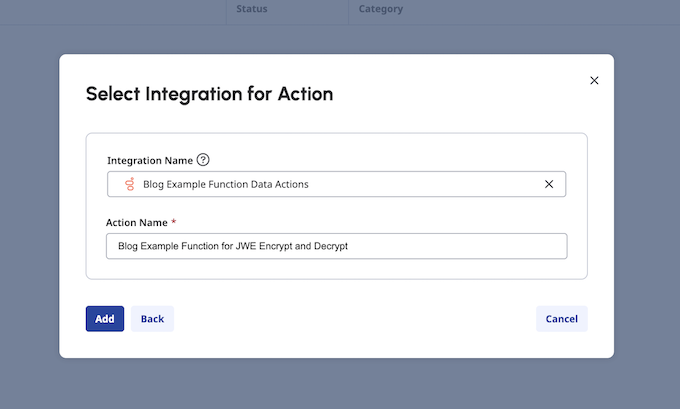 Status Category
Select Integration for Action
Integration Name ?
Blog Example Function Data Actions
Action Name *
Blog Example Function for JWE Encrypt and Decrypt
Add Back Cancel